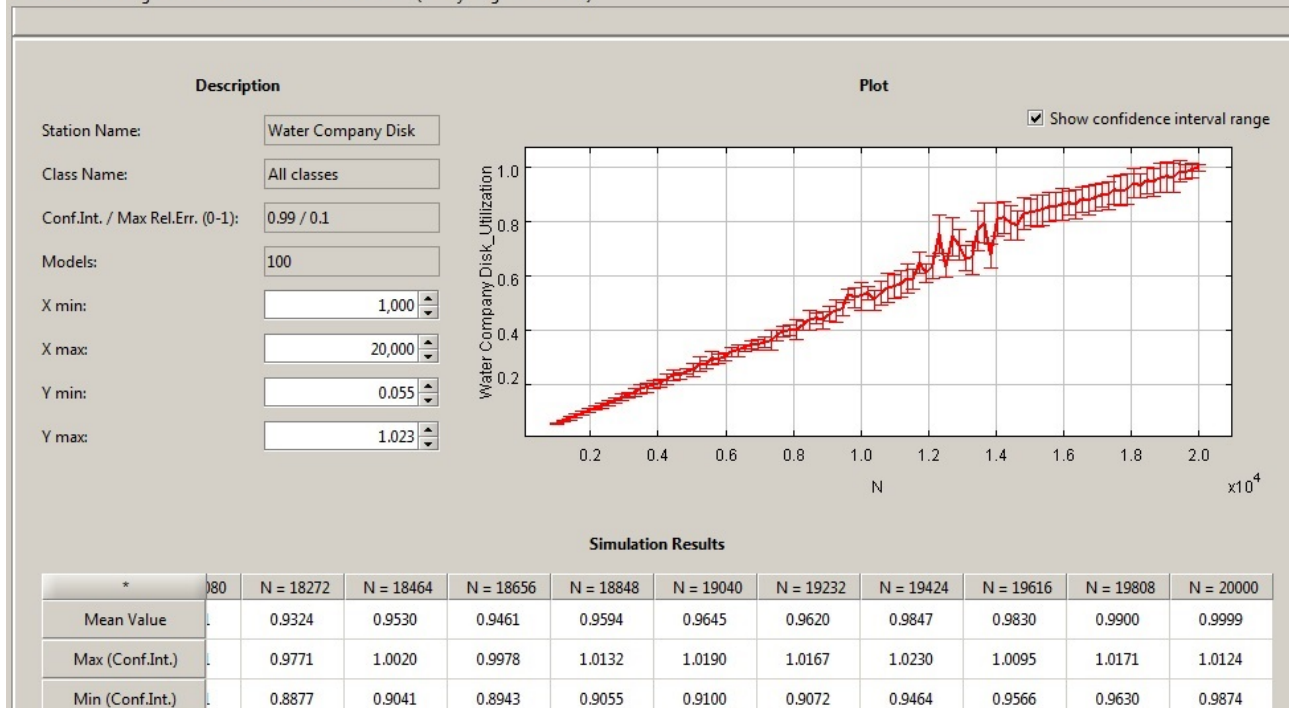 Description
Station Name: Water Company Disk
Class Name: All classes
Conf.Int. / Max Rel.Err. (0-1): 0.99 / 0.1
Models: 100
X min: 1,000
X max: 20,000
Y min: 0.055
Y max: 1.023
Plot
Show confidence interval range
Water Company Disk_Utilization
1.0
0.8
0.6
0.4
0.2
0.2 0.4 0.6 0.8 1.0 1.2 1.4 1.6 1.8 2.0
N x10^4
Simulation Results
* 080 N = 18272 N = 18464 N = 18656 N = 18848 N = 19040 N = 19232 N = 19424 N = 19616 N = 19808 N = 20000
Mean Value 0.9324 0.9530 0.9461 0.9594 0.9645 0.9620 0.9847 0.9830 0.9900 0.9999
Max (Conf.Int.) 0.9771 1.0020 0.9978 1.0132 1.0190 1.0167 1.0230 1.0095 1.0171 1.0124
Min (Conf.Int.) 0.8877 0.9041 0.8943 0.9055 0.9100 0.9072 0.9464 0.9566 0.9630 0.9874